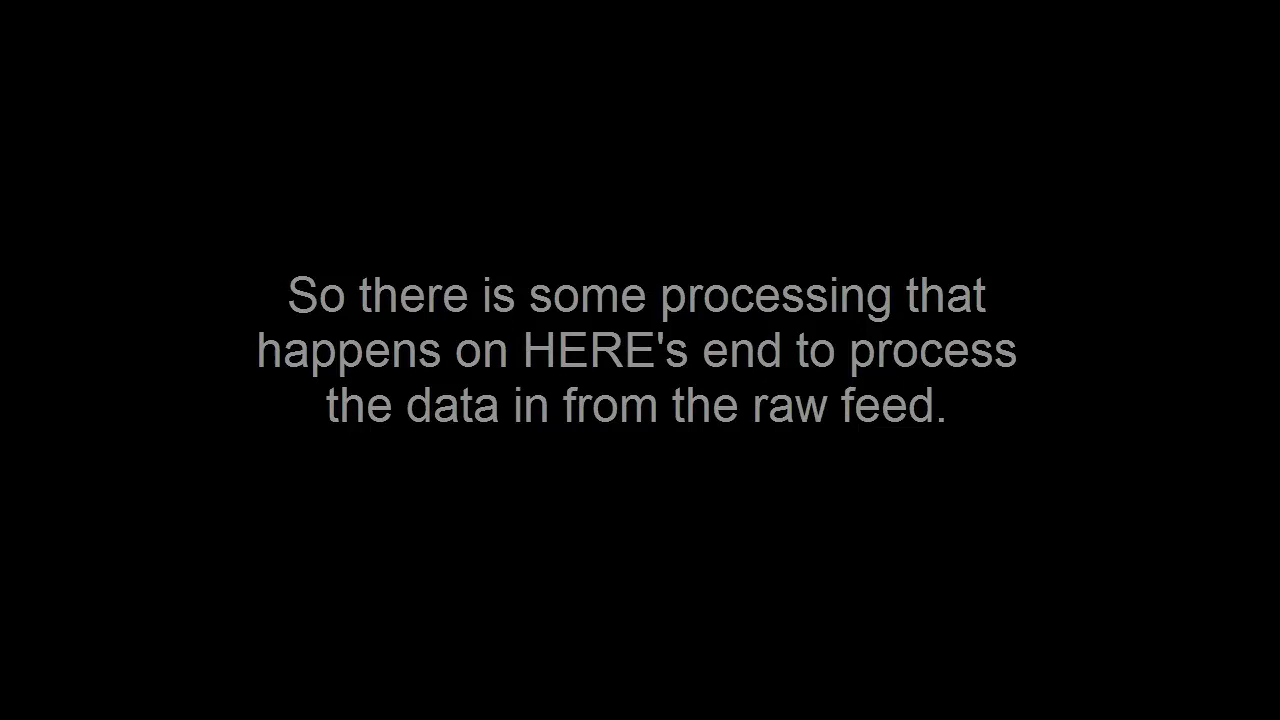 So there is some processing that
happens on HERE's end to process
the data in from the raw feed.